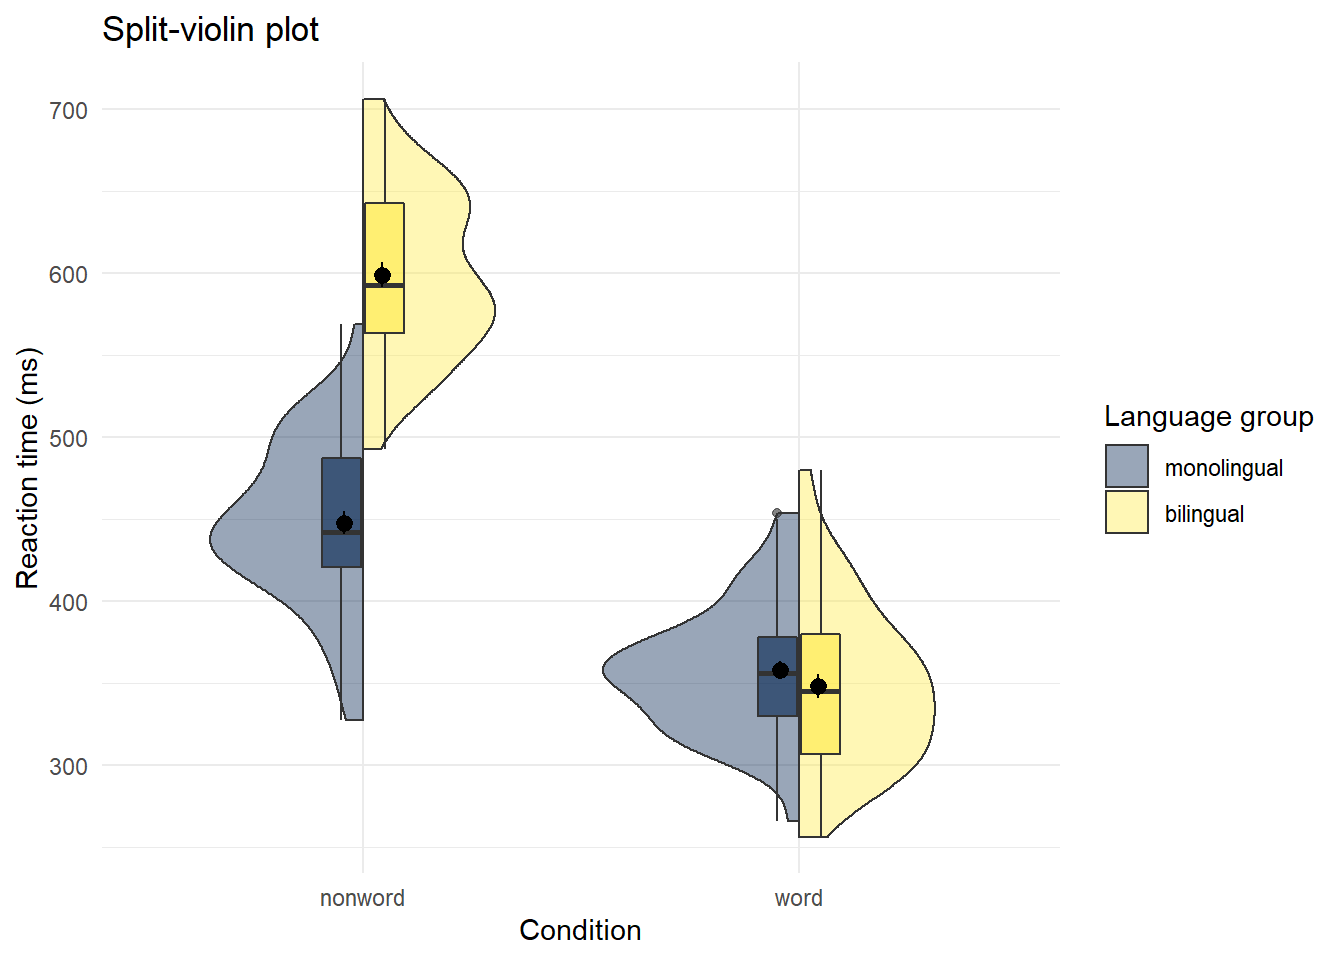 Split-violin plot
700
600
500
400
300
Reaction time (ms)
nonword
word
Condition
Language group
monolingual
bilingual